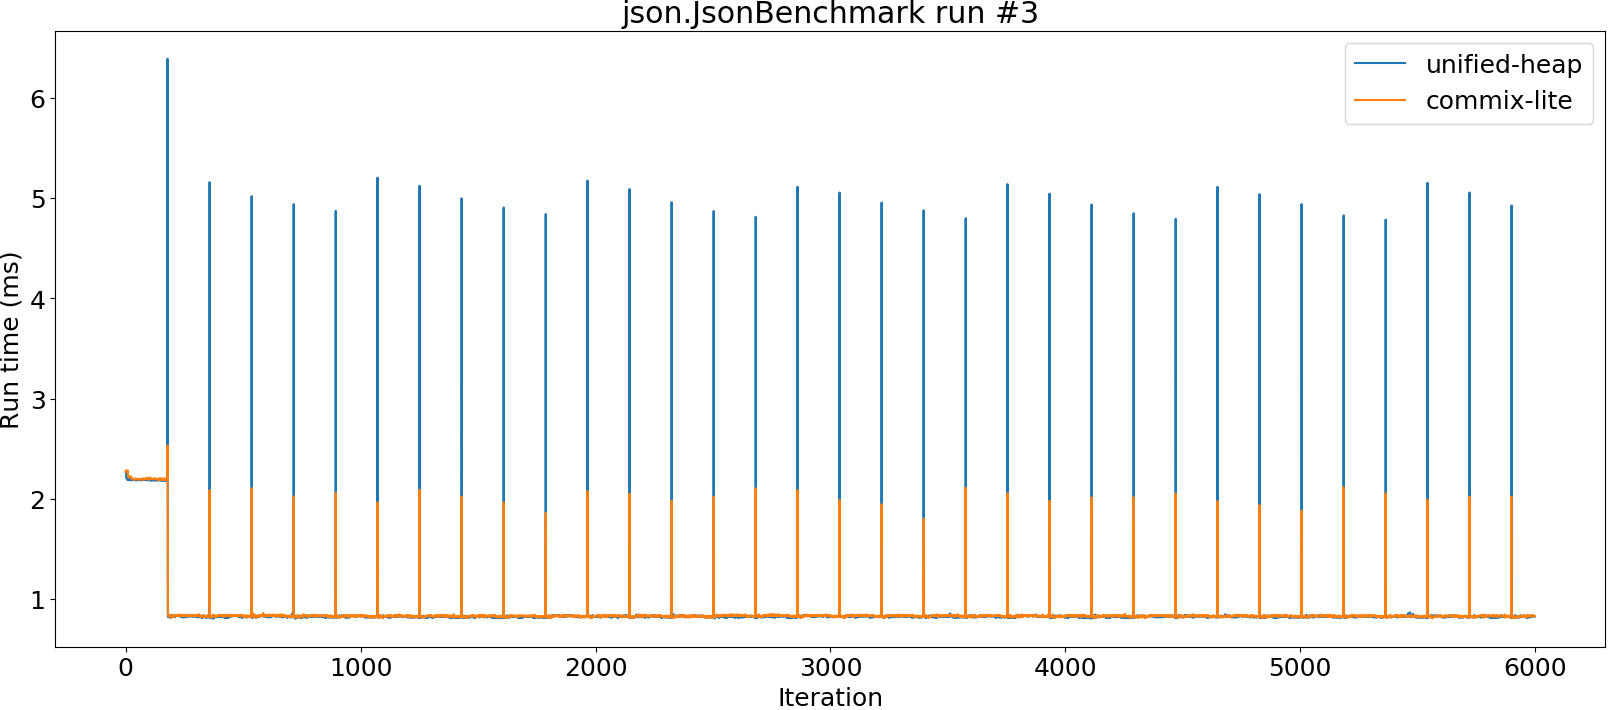 json.JsonBenchmark run #3
unified-heap
commix-lite
6
5
4
3
2
1
Run time (ms)
0 1000 2000 3000 4000 5000 6000
Iteration